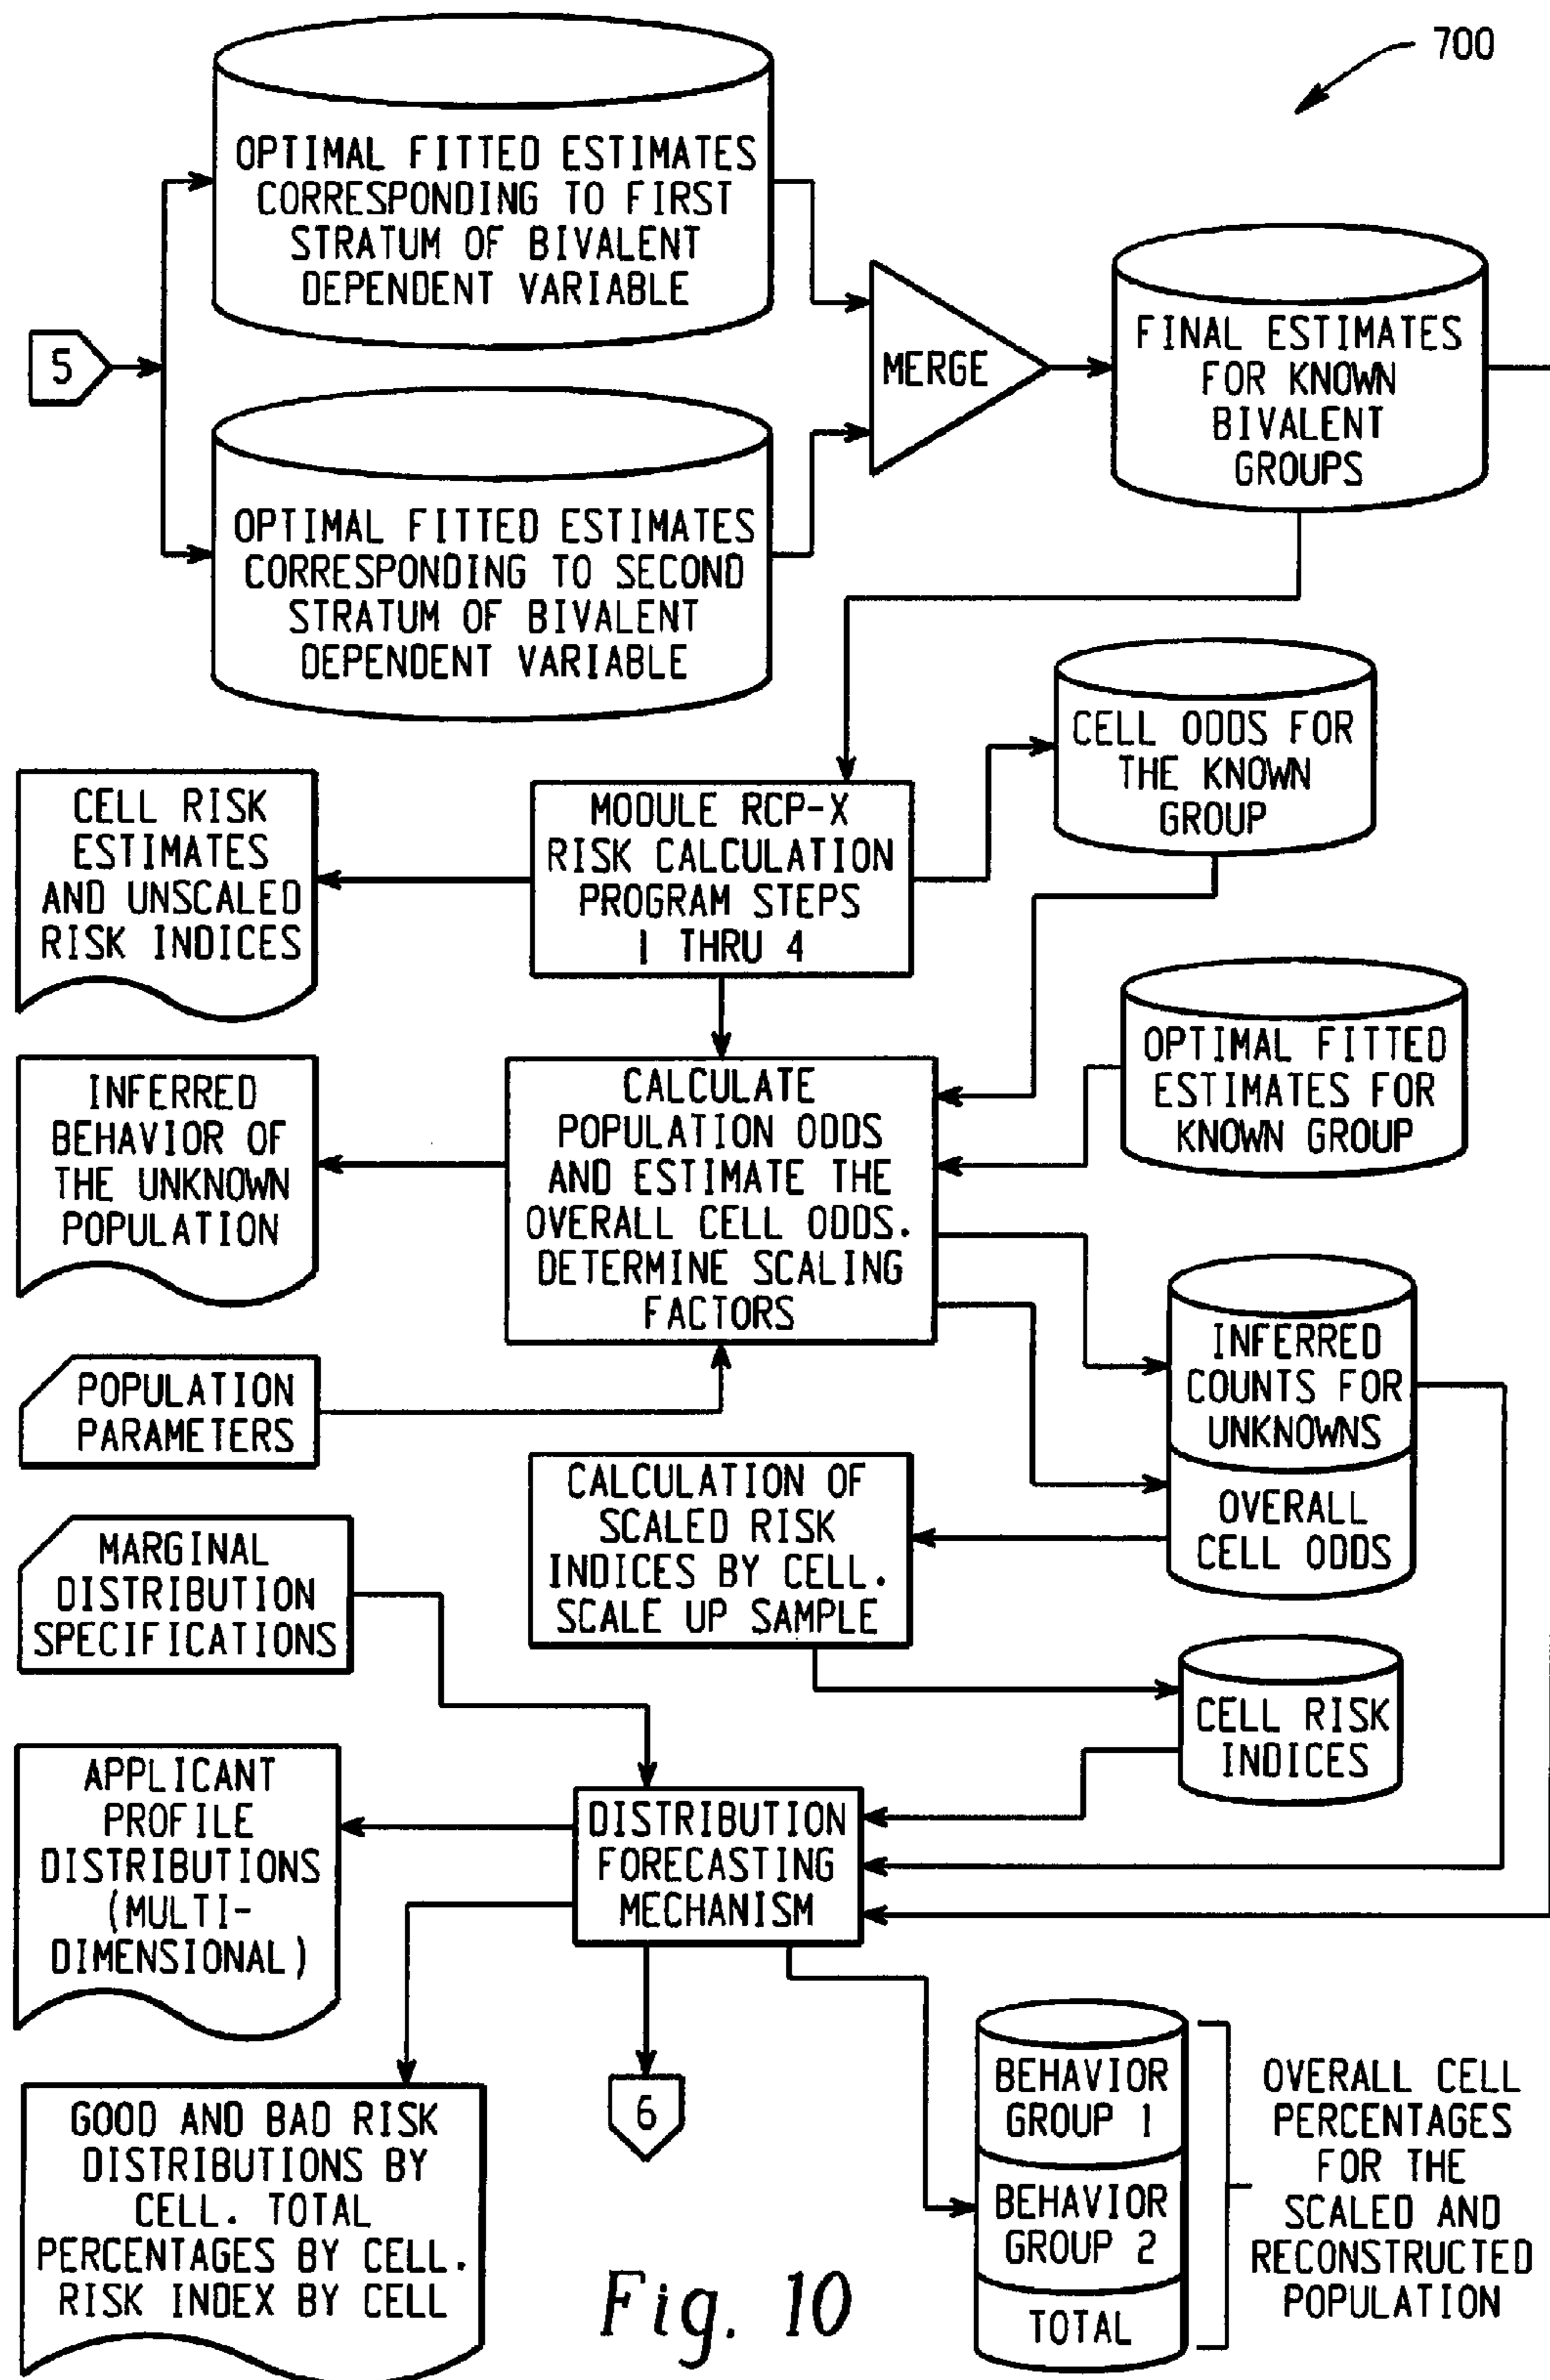 700
OPTIMAL FITTED ESTIMATES
CORRESPONDING TO FIRST
STRATUM OF BIVALENT
DEPENDENT VARIABLE
5
MERGE
FINAL ESTIMATES
FOR KNOWN
BIVALENT
GROUPS
OPTIMAL FITTED ESTIMATES
CORRESPONDING TO SECOND
STRATUM OF BIVALENT
DEPENDENT VARIABLE
CELL ODDS FOR
THE KNOWN
GROUP
CELL RISK
ESTIMATES
AND UNSCALED
RISK INDICES
MODULE RCP-X
RISK CALCULATION
PROGRAM STEPS
1 THRU 4
OPTIMAL FITTED
ESTIMATES FOR
KNOWN GROUP
INFERRED
BEHAVIOR OF
THE UNKNOWN
POPULATION
CALCULATE
POPULATION ODDS
AND ESTIMATE THE
OVERALL CELL ODDS.
DETERMINE SCALING
FACTORS
INFERRED
COUNTS FOR
UNKNOWNS
OVERALL
CELL ODDS
POPULATION
PARAMETERS
CALCULATION OF
SCALED RISK
INDICES BY CELL.
SCALE UP SAMPLE
MARGINAL
DISTRIBUTION
SPECIFICATIONS
CELL RISK
INDICES
APPLICANT
PROFILE
DISTRIBUTIONS
(MULTI-
DIMENSIONAL)
DISTRIBUTION
FORECASTING
MECHANISM
GOOD AND BAD RISK
DISTRIBUTIONS BY
CELL. TOTAL
PERCENTAGES BY CELL.
RISK INDEX BY CELL
6
BEHAVIOR
GROUP 1
BEHAVIOR
GROUP 2
TOTAL
OVERALL CELL
PERCENTAGES
FOR THE
SCALED AND
RECONSTRUCTED
POPULATION
Fig. 10